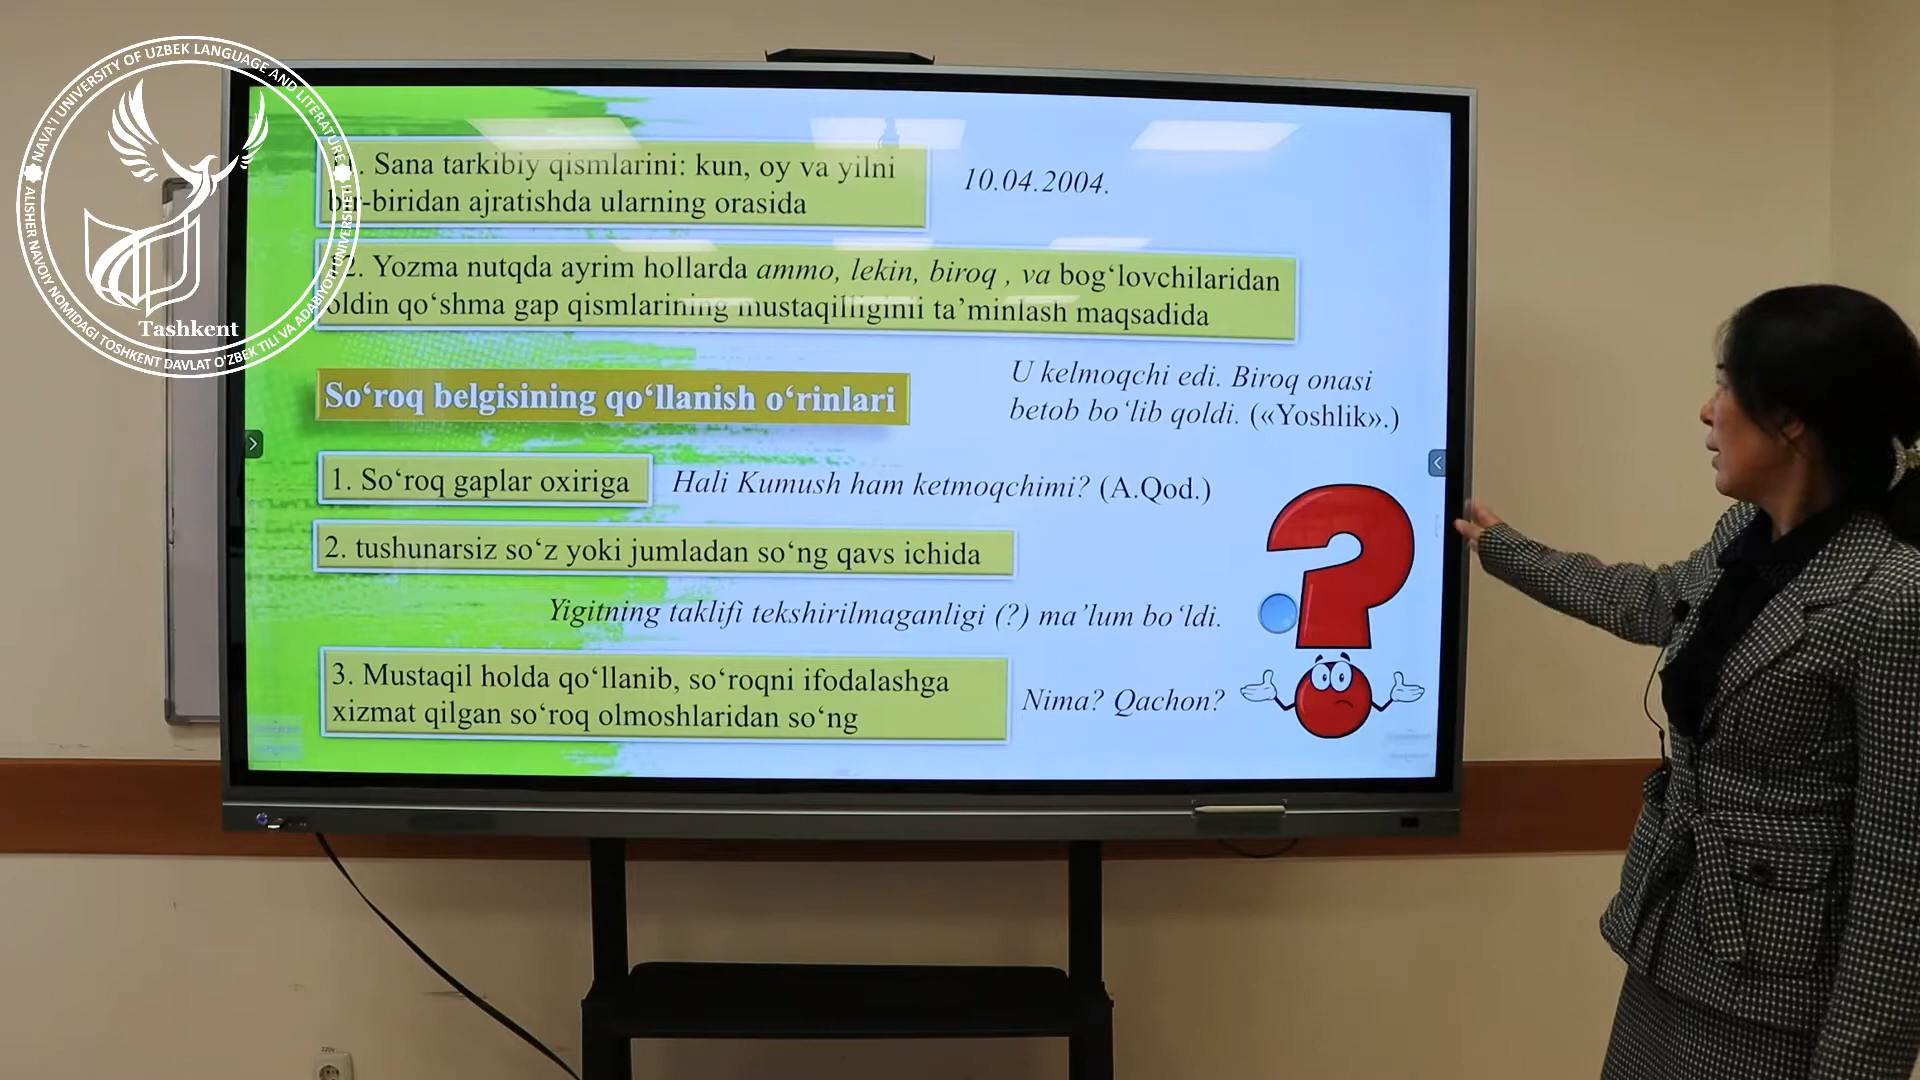 NAVA'I UNIVERSITY OF UZBEK LANGUAGE AND LITERATURE
ALISHER NAVOIY NOMIDAGI TOSHKENT DAVLAT O'ZBEK TILI VA ADABIYOTI UNIVERSITETI
Tashkent
1. Sana tarkibiy qismlarini: kun, oy va yilni
bir-biridan ajratishda ularning orasida
10.04.2004.
2. Yozma nutqda ayrim hollarda ammo, lekin, biroq , va bog‘lovchilaridan
oldin qo‘shma gap qismlarining mustaqilliginii ta’minlash maqsadida
U kelmoqchi edi. Biroq onasi
betob bo‘lib qoldi. («Yoshlik».)
So‘roq belgisining qo‘llanish o‘rinlari
1. So‘roq gaplar oxiriga
Hali Kumush ham ketmoqchimi? (A.Qod.)
2. tushunarsiz so‘z yoki jumladan so‘ng qavs ichida
Yigitning taklifi tekshirilmaganligi (?) ma’lum bo‘ldi.
3. Mustaqil holda qo‘llanib, so‘roqni ifodalashga
xizmat qilgan so‘roq olmoshlaridan so‘ng
Nima? Qachon?
220V